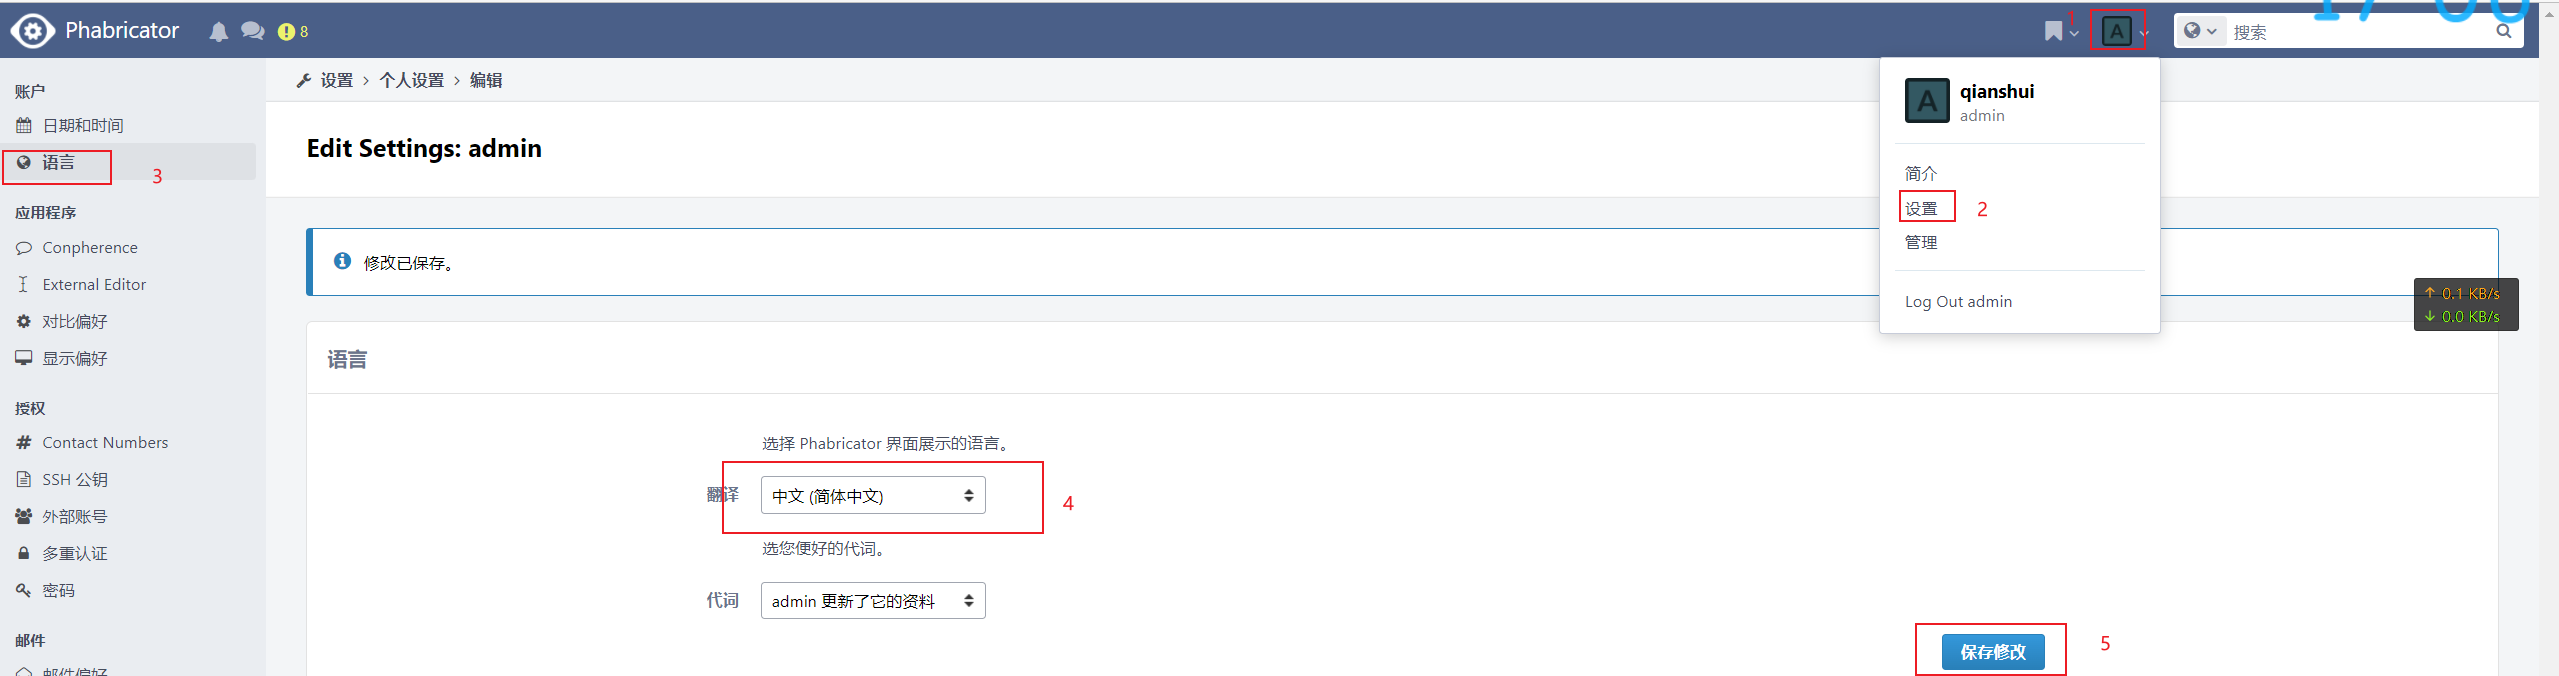 Phabricator
8
1
A
搜索
账户
日期和时间
语言
3
应用程序
Conpherence
External Editor
对比偏好
显示偏好
授权
Contact Numbers
SSH 公钥
外部账号
多重认证
密码
邮件
邮件偏好
设置 > 个人设置 > 编辑
Edit Settings: admin
修改已保存。
A
qianshui
admin
简介
设置
2
管理
Log Out admin
↑ 0.1 KB/s
↓ 0.0 KB/s
语言
选择 Phabricator 界面展示的语言。
翻译
中文 (简体中文)
4
选您便好的代词。
代词
admin 更新了它的资料
保存修改
5